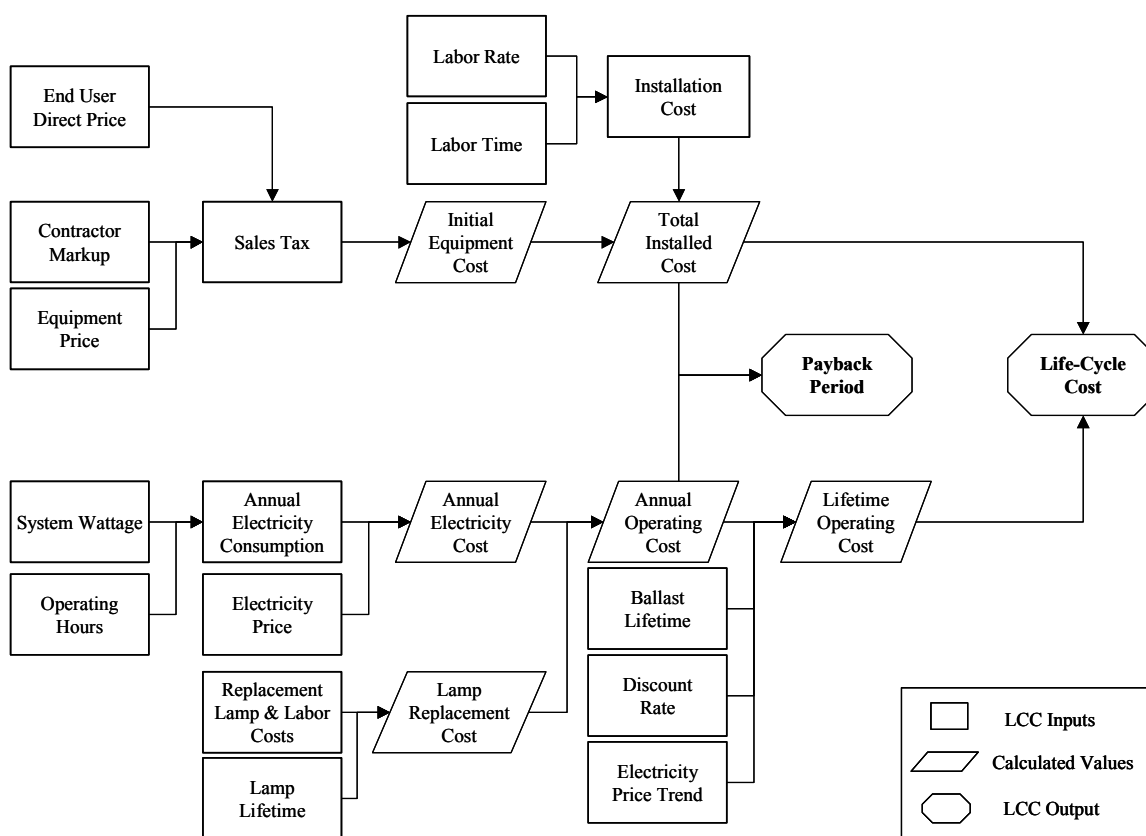 Labor Rate
Installation
Cost
End User
Direct Price
Labor Time
Contractor
Markup
Sales Tax
Initial
Equipment
Cost
Total
Installed
Cost
Equipment
Price
Payback
Period
Life-Cycle
Cost
System Wattage
Annual
Electricity
Consumption
Annual
Electricity
Cost
Annual
Operating
Cost
Lifetime
Operating
Cost
Operating
Hours
Electricity
Price
Ballast
Lifetime
Replacement
Lamp & Labor
Costs
Lamp
Replacement
Cost
Discount
Rate
Lamp
Lifetime
Electricity
Price Trend
LCC Inputs
Calculated Values
LCC Output